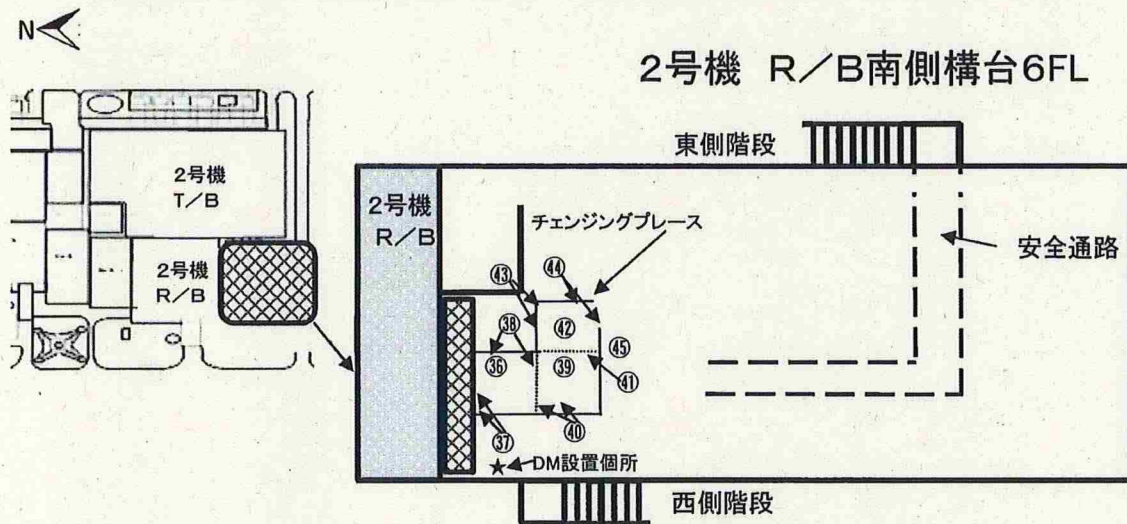 N
2号機 R/B南側構台6FL
2号機
T/B
2号機
R/B
東側階段
2号機
R/B
チェンジングプレース
安全通路
㊸
㊹
㊳
㊷
㊱
㊴
㊺
㊶
㊲
㊵
★
DM設置個所
西側階段